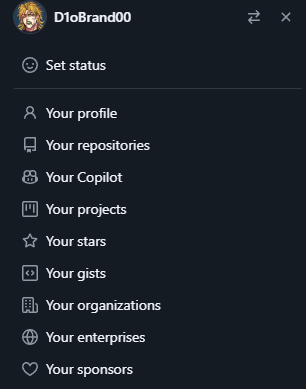 D1oBrand00
Set status
Your profile
Your repositories
Your Copilot
Your projects
Your stars
Your gists
Your organizations
Your enterprises
Your sponsors